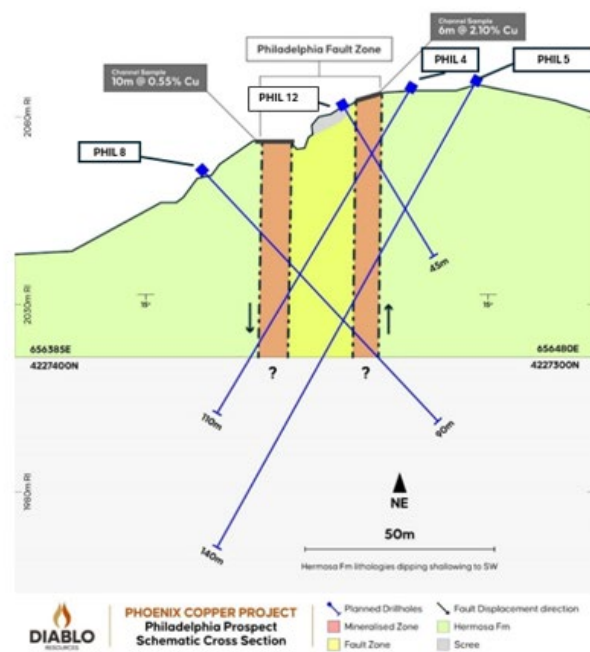 Channel Sample
6m @ 2.10% Cu
Philadelphia Fault Zone
PHIL 4
PHIL 5
Channel Sample
10m @ 0.55% Cu
PHIL 12
PHIL 8
2080m Rl
45m
2030m Rl
15°
15°
656385E
656480E
4227400N
4227300N
?
?
110m
90m
1980m Rl
NE
50m
140m
Hermosa Fm lithologies dipping shallowing to SW
DIABLO
RESOURCES
PHOENIX COPPER PROJECT
Philadelphia Prospect
Schematic Cross Section
Planned Drillholes
Fault Displacement direction
Mineralised Zone
Hermosa Fm
Fault Zone
Scree